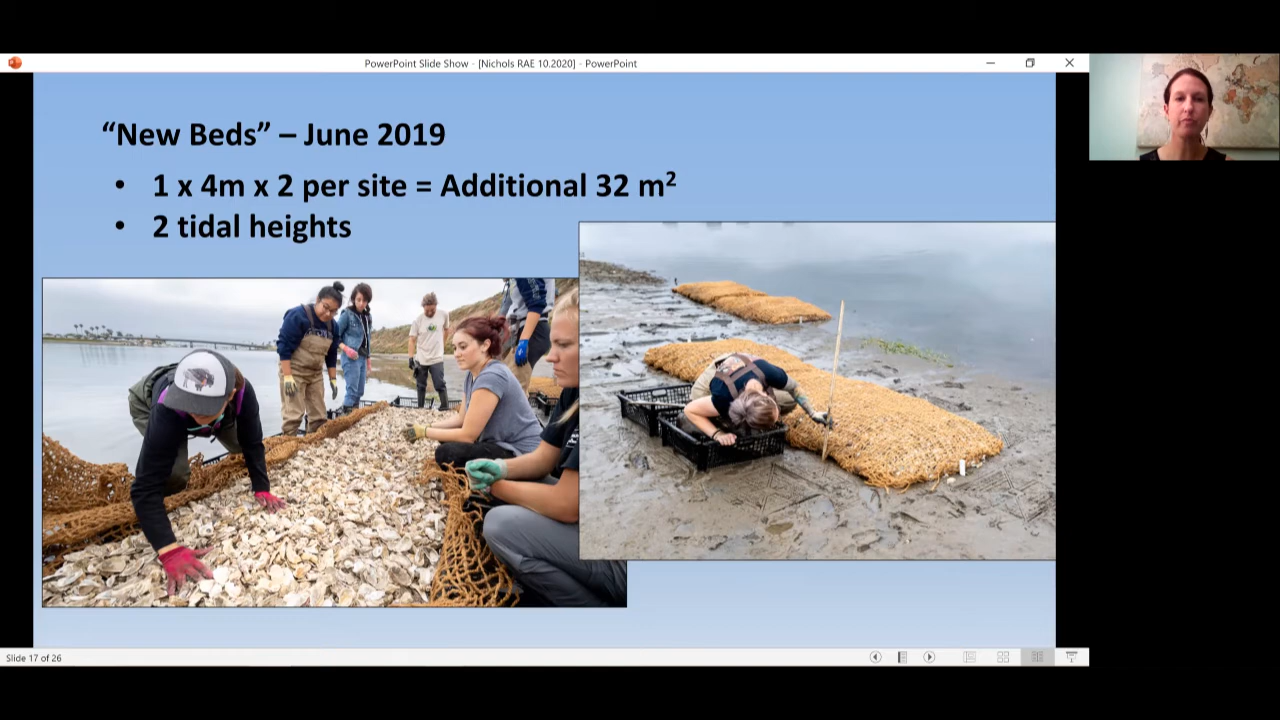 PowerPoint Slide Show - [Nichols RAE 10.2020] - PowerPoint
“New Beds” – June 2019
• 1 x 4m x 2 per site = Additional 32 m²
• 2 tidal heights
Slide 17 of 26